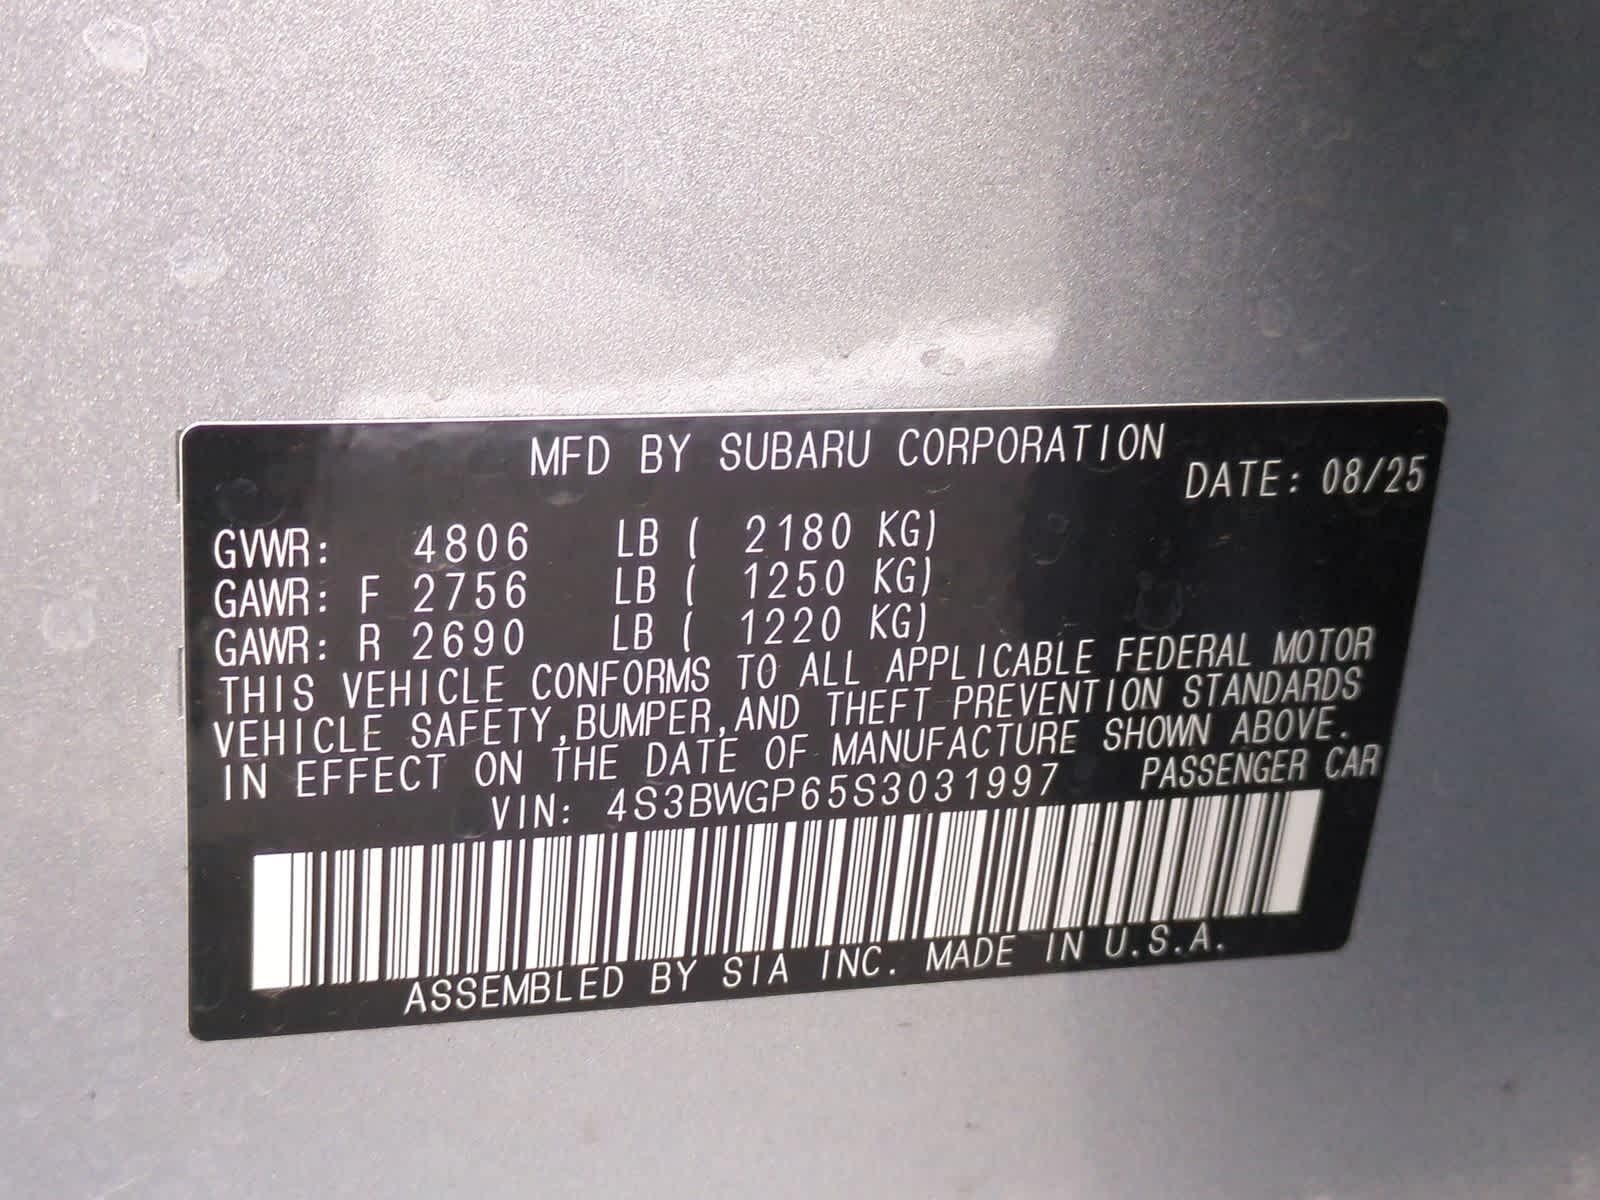 MFD BY SUBARU CORPORATION
DATE: 08/25
GVWR: 4806 LB ( 2180 KG)
GAWR: F 2756 LB ( 1250 KG)
GAWR: R 2690 LB ( 1220 KG)
THIS VEHICLE CONFORMS TO ALL APPLICABLE FEDERAL MOTOR
VEHICLE SAFETY,BUMPER,AND THEFT PREVENTION STANDARDS
IN EFFECT ON THE DATE OF MANUFACTURE SHOWN ABOVE.
VIN: 4S3BWGP65S3031997 PASSENGER CAR
ASSEMBLED BY SIA INC. MADE IN U.S.A.